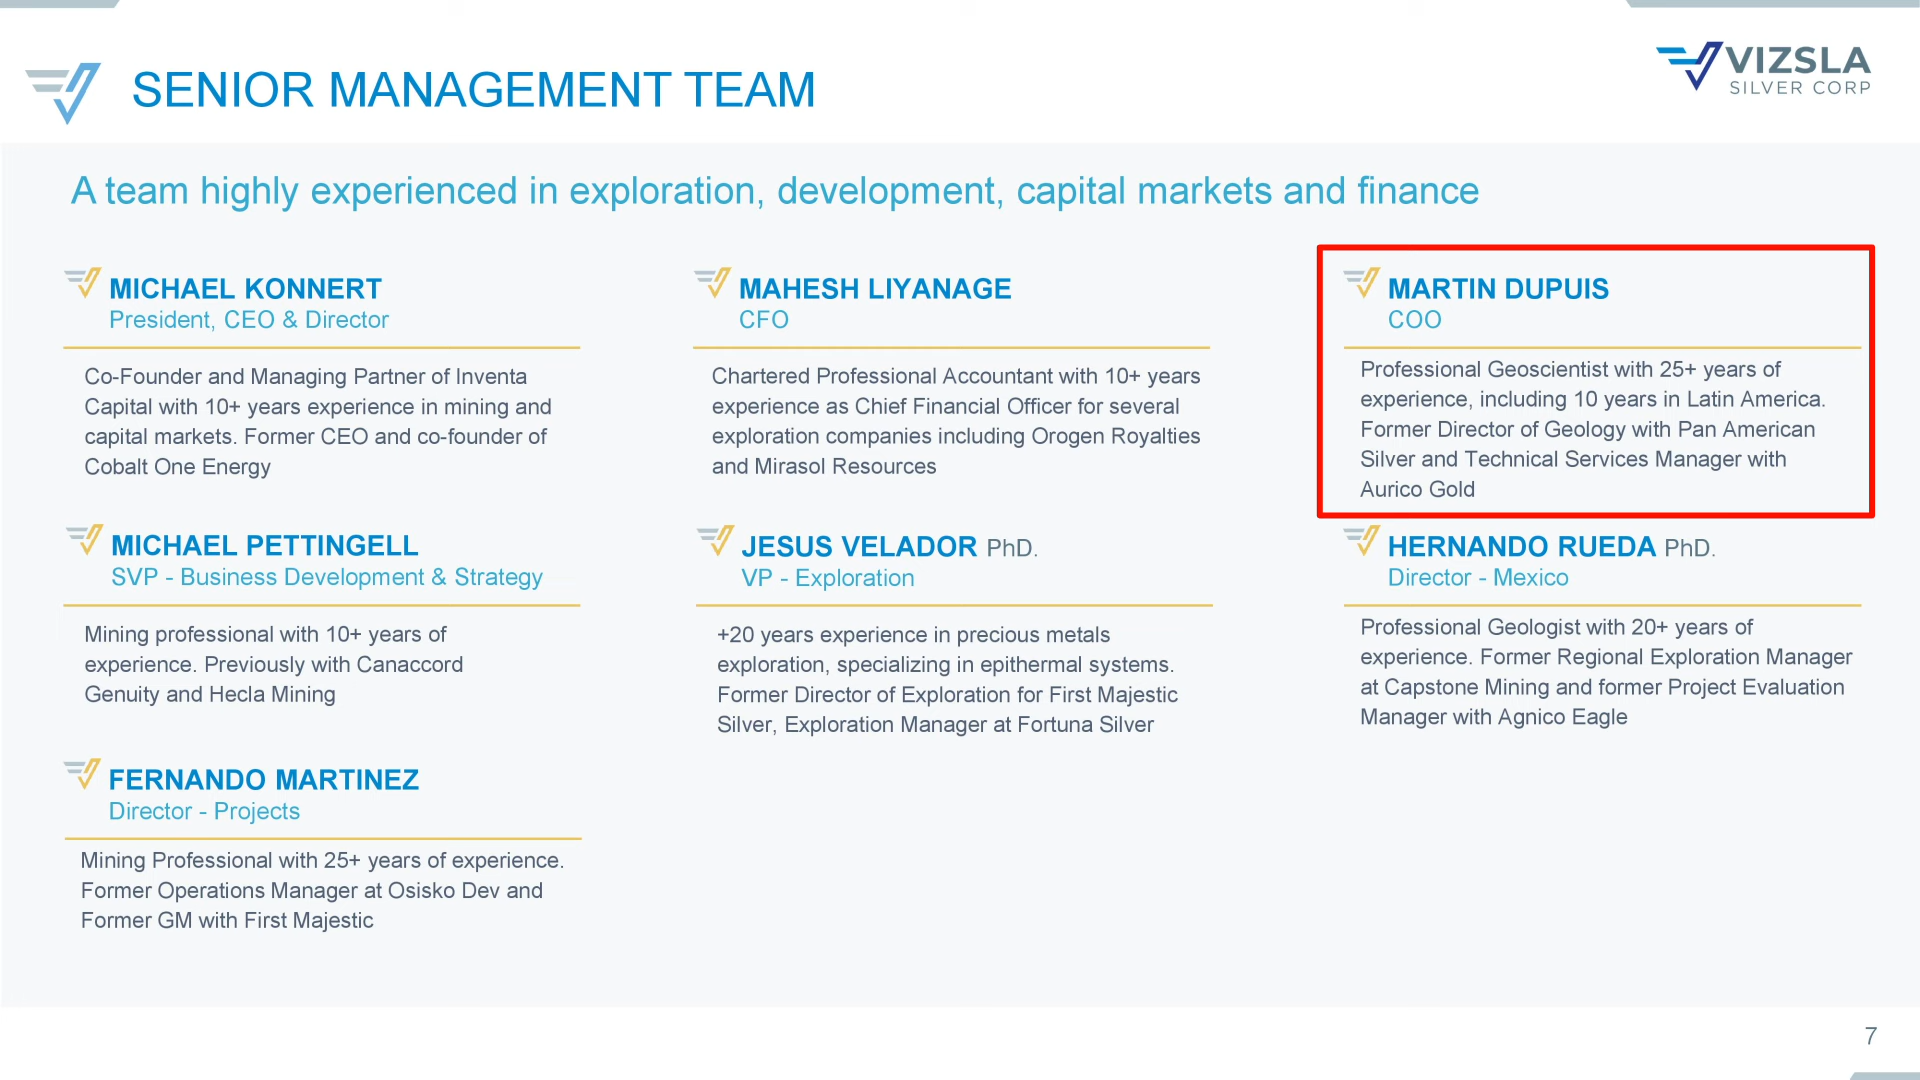 SENIOR MANAGEMENT TEAM
VIZSLA
SILVER CORP
A team highly experienced in exploration, development, capital markets and finance
MICHAEL KONNERT
President, CEO & Director
Co-Founder and Managing Partner of Inventa
Capital with 10+ years experience in mining and
capital markets. Former CEO and co-founder of
Cobalt One Energy
MAHESH LIYANAGE
CFO
Chartered Professional Accountant with 10+ years
experience as Chief Financial Officer for several
exploration companies including Orogen Royalties
and Mirasol Resources
MARTIN DUPUIS
COO
Professional Geoscientist with 25+ years of
experience, including 10 years in Latin America.
Former Director of Geology with Pan American
Silver and Technical Services Manager with
Aurico Gold
MICHAEL PETTINGELL
SVP - Business Development & Strategy
Mining professional with 10+ years of
experience. Previously with Canaccord
Genuity and Hecla Mining
JESUS VELADOR PhD.
VP - Exploration
+20 years experience in precious metals
exploration, specializing in epithermal systems.
Former Director of Exploration for First Majestic
Silver, Exploration Manager at Fortuna Silver
HERNANDO RUEDA PhD.
Director - Mexico
Professional Geologist with 20+ years of
experience. Former Regional Exploration Manager
at Capstone Mining and former Project Evaluation
Manager with Agnico Eagle
FERNANDO MARTINEZ
Director - Projects
Mining Professional with 25+ years of experience.
Former Operations Manager at Osisko Dev and
Former GM with First Majestic
7